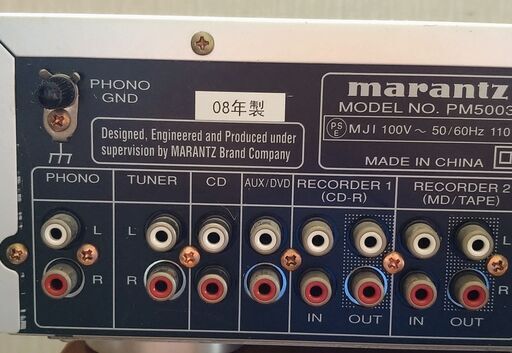 PHONO
GND
08年製
marantz
MODEL NO. PM5003
Designed, Engineered and Produced under
supervision by MARANTZ Brand Company
PS
E
MJI 100V ~ 50/60Hz 110
MADE IN CHINA
PHONO
TUNER
CD
AUX/DVD
RECORDER 1
(CD-R)
RECORDER 2
(MD/TAPE)
L
L
L
R
R
R
IN
OUT
IN
OUT